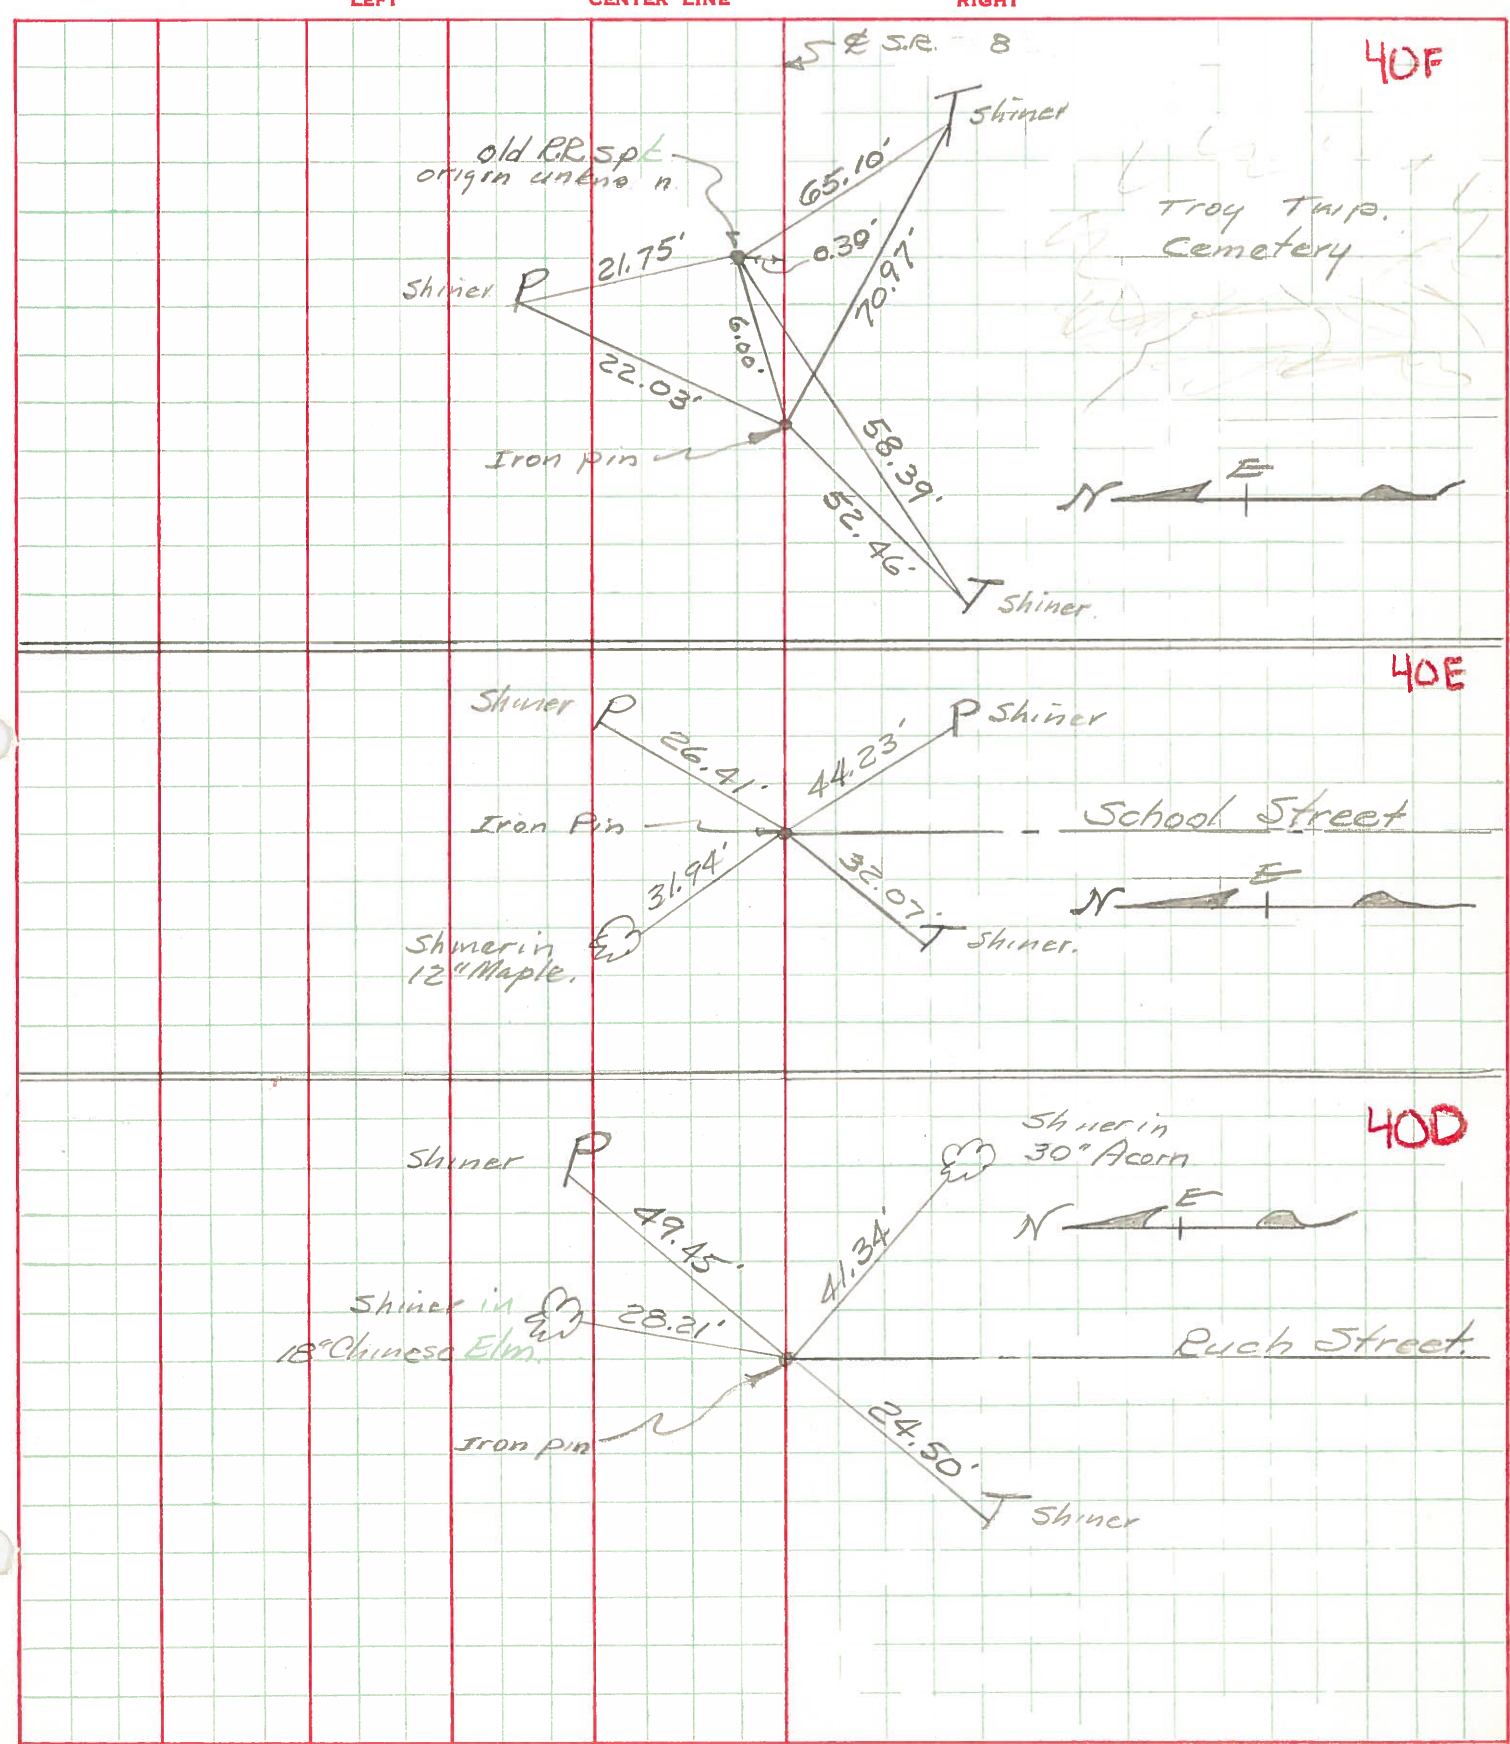 LEFT CENTER LINE RIGHT
℄ S.R. 8
40F
T Shiner
old R.R. spk
origin unkno n
65.10'
Troy Twp.
Cemetery
0.39'
21.75'
Shiner P
70.97'
6.00'
22.03'
58.39'
Iron pin
E
N
52.46'
T Shiner
40E
Shiner P
P Shiner
26.41'
44.23'
Iron Pin
School Street
31.94'
32.07'
E
N
Shiner in
12" Maple.
T Shiner.
40D
Shiner in
30" Acorn
Shiner P
E
N
49.45'
41.34'
Shiner in
18" Chinese Elm.
28.21'
Ruch Street.
Iron pin
24.50'
T Shiner